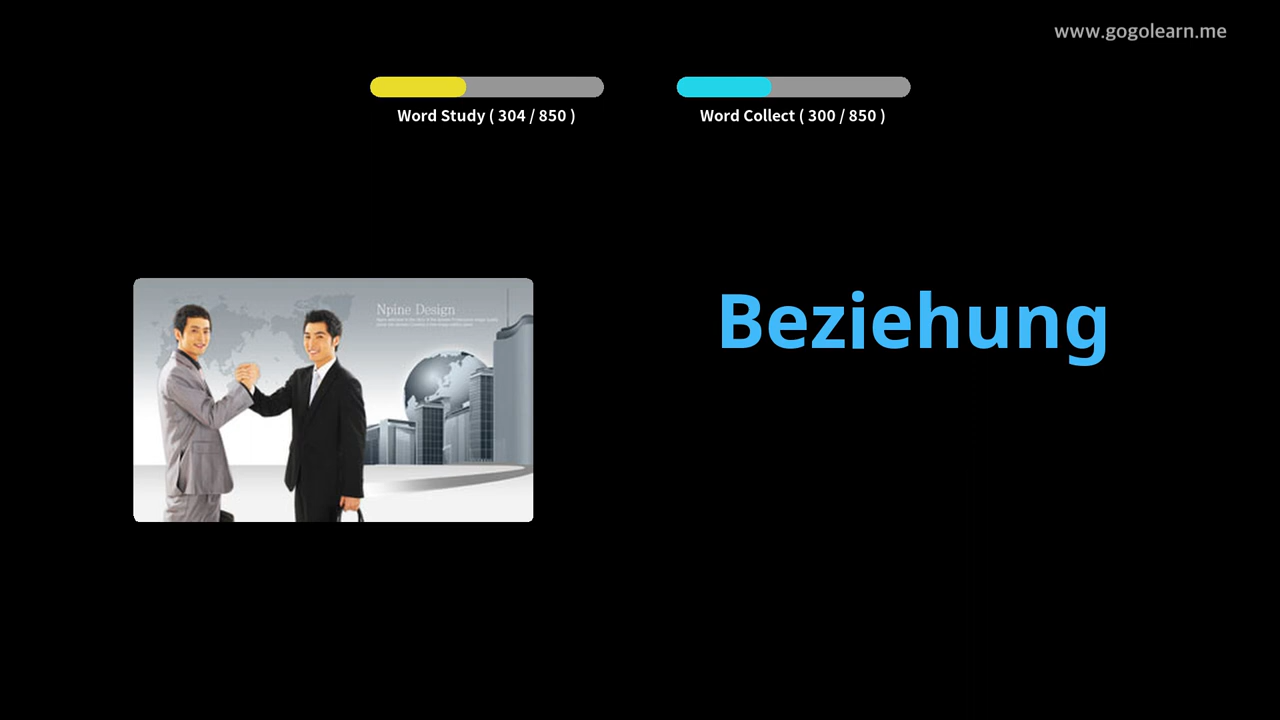 www.gogolearn.me
Word Study ( 304 / 850 )
Word Collect ( 300 / 850 )
Npine Design
Beziehung